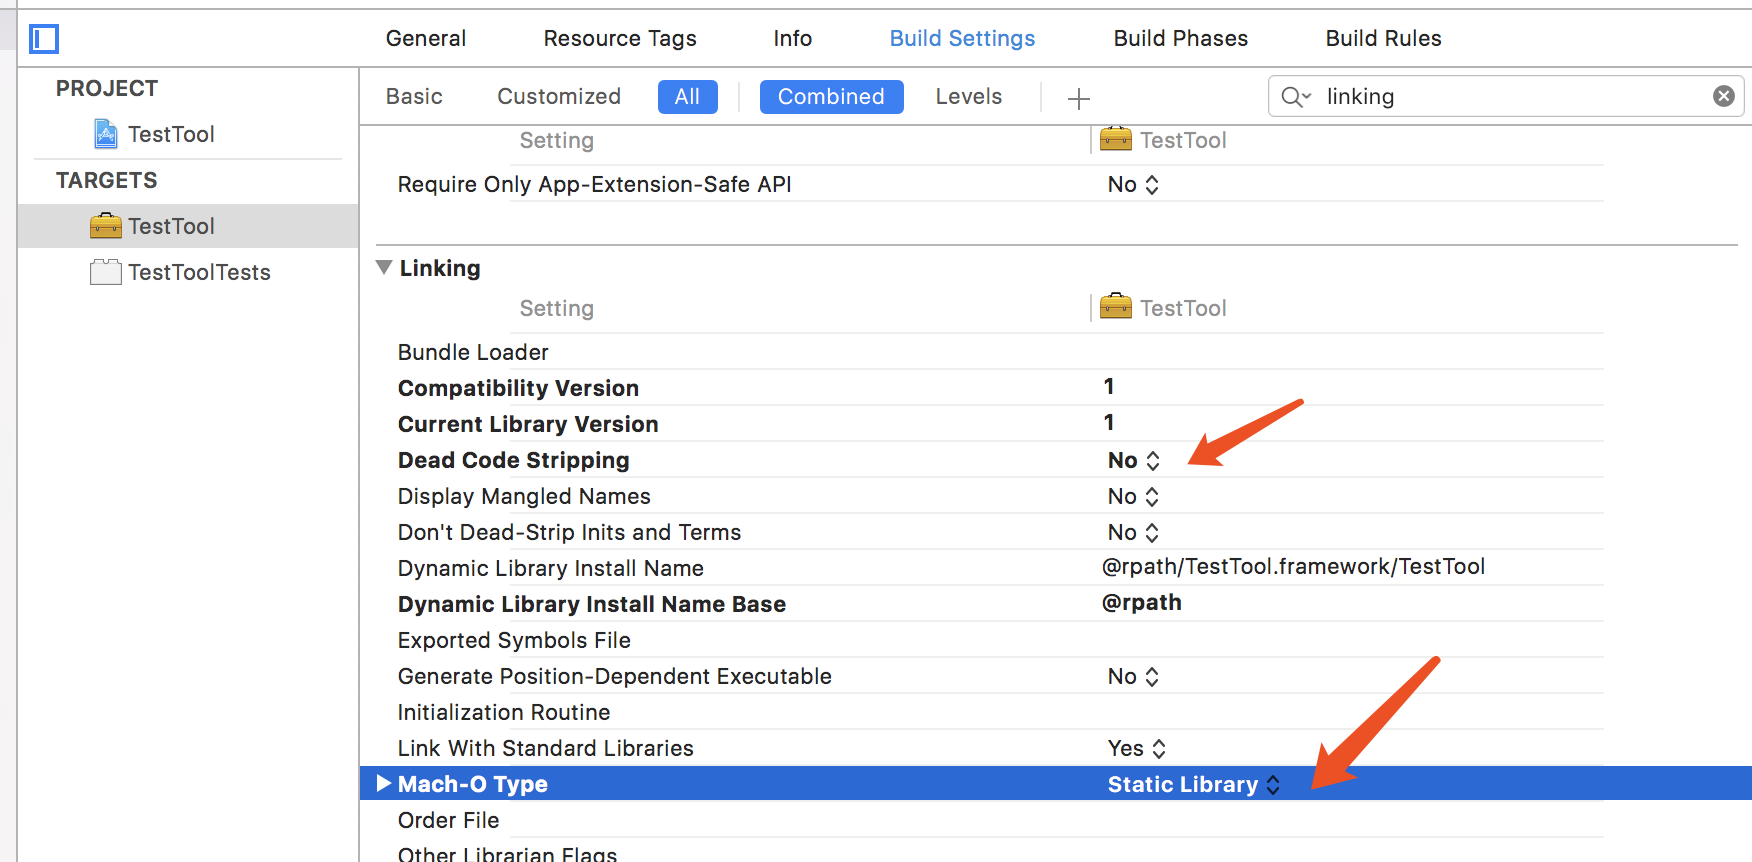 General Resource Tags Info Build Settings Build Phases Build Rules
PROJECT
TestTool
TARGETS
TestTool
TestToolTests
Basic Customized All Combined Levels linking
Setting TestTool
Require Only App-Extension-Safe API No
Linking
Setting TestTool
Bundle Loader
Compatibility Version 1
Current Library Version 1
Dead Code Stripping No
Display Mangled Names No
Don't Dead-Strip Inits and Terms No
Dynamic Library Install Name @rpath/TestTool.framework/TestTool
Dynamic Library Install Name Base @rpath
Exported Symbols File
Generate Position-Dependent Executable No
Initialization Routine
Link With Standard Libraries Yes
Mach-O Type Static Library
Order File
Other Librarian Flags